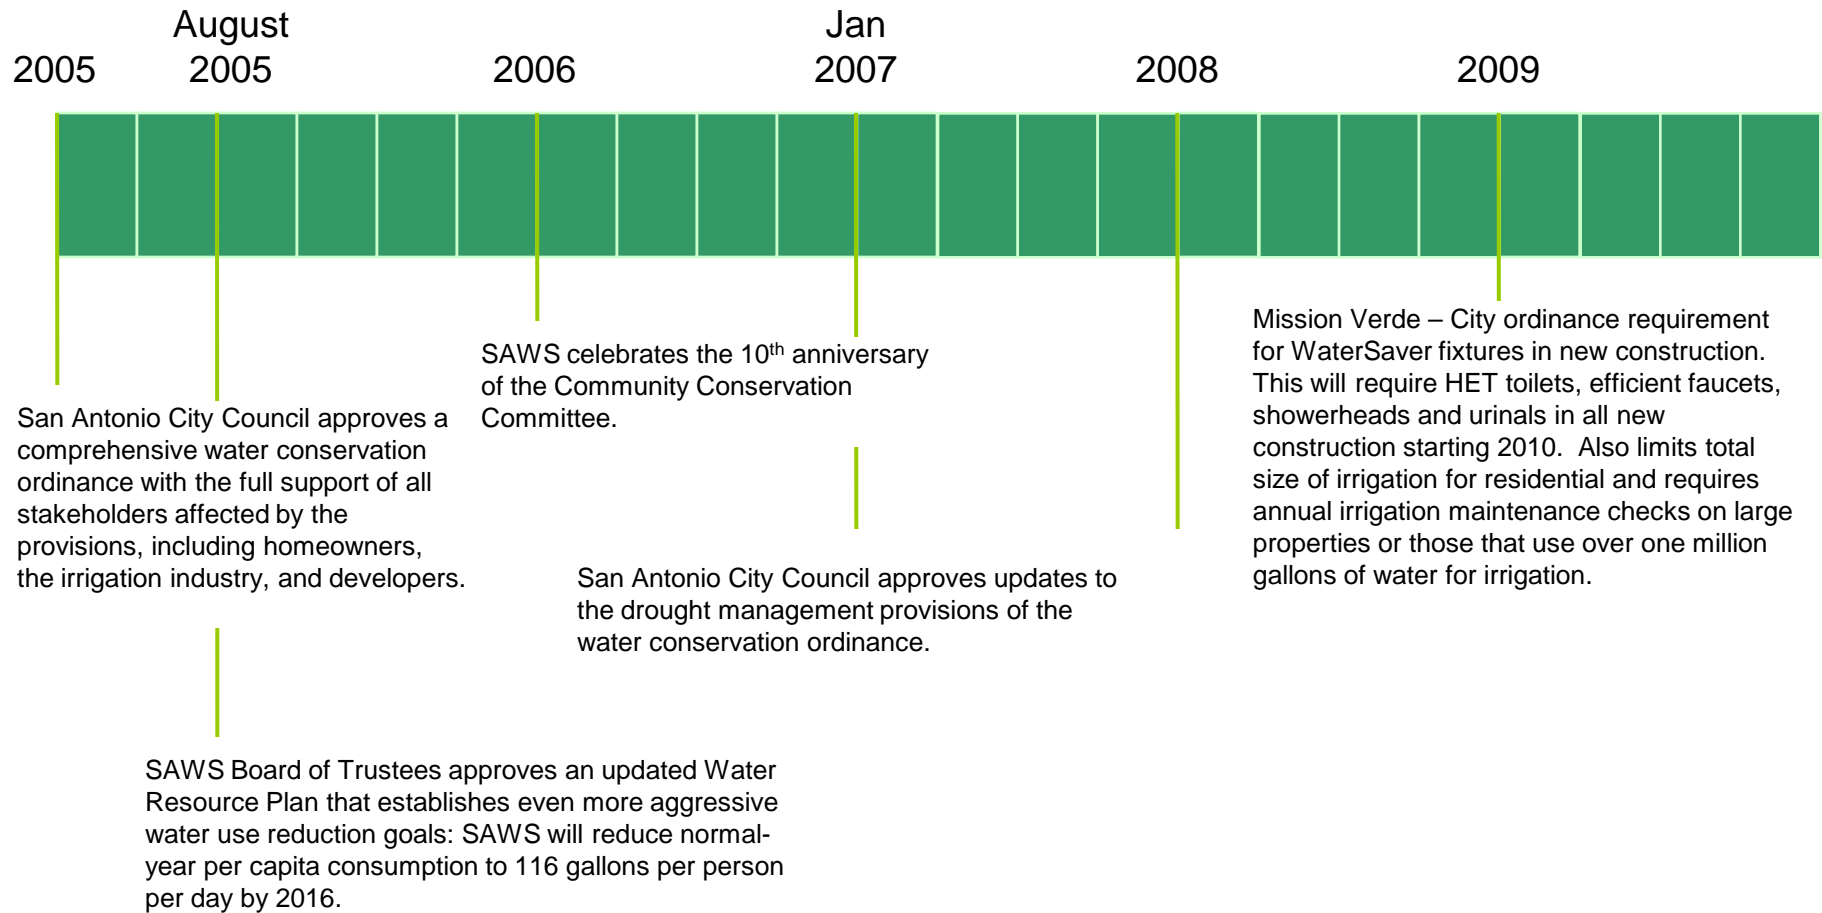 August
Jan
2005
2005
2006
2007
2008
2009
San Antonio City Council approves a
comprehensive water conservation
ordinance with the full support of all
stakeholders affected by the
provisions, including homeowners,
the irrigation industry, and developers.
SAWS Board of Trustees approves an updated Water
Resource Plan that establishes even more aggressive
water use reduction goals: SAWS will reduce normal-
year per capita consumption to 116 gallons per person
per day by 2016.
SAWS celebrates the 10th anniversary
of the Community Conservation
Committee.
San Antonio City Council approves updates to
the drought management provisions of the
water conservation ordinance.
Mission Verde – City ordinance requirement
for WaterSaver fixtures in new construction.
This will require HET toilets, efficient faucets,
showerheads and urinals in all new
construction starting 2010.  Also limits total
size of irrigation for residential and requires
annual irrigation maintenance checks on large
properties or those that use over one million
gallons of water for irrigation.